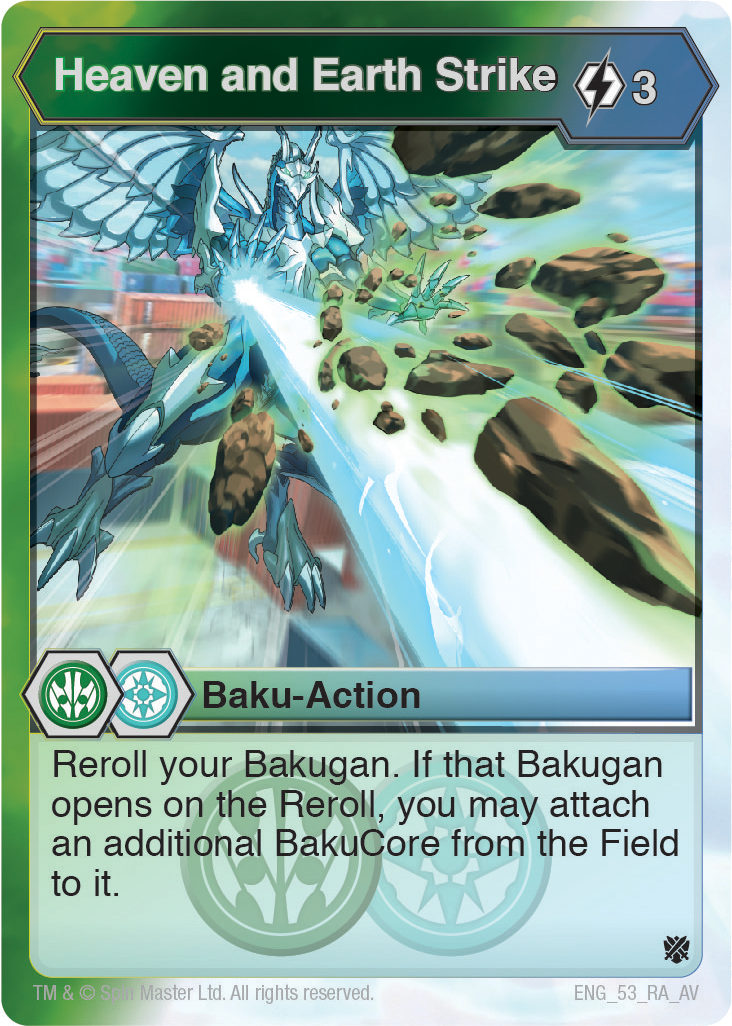 Heaven and Earth Strike 3
Baku-Action
Reroll your Bakugan. If that Bakugan
opens on the Reroll, you may attach
an additional BakuCore from the Field
to it.
TM & © Spin Master Ltd. All rights reserved. ENG_53_RA_AV